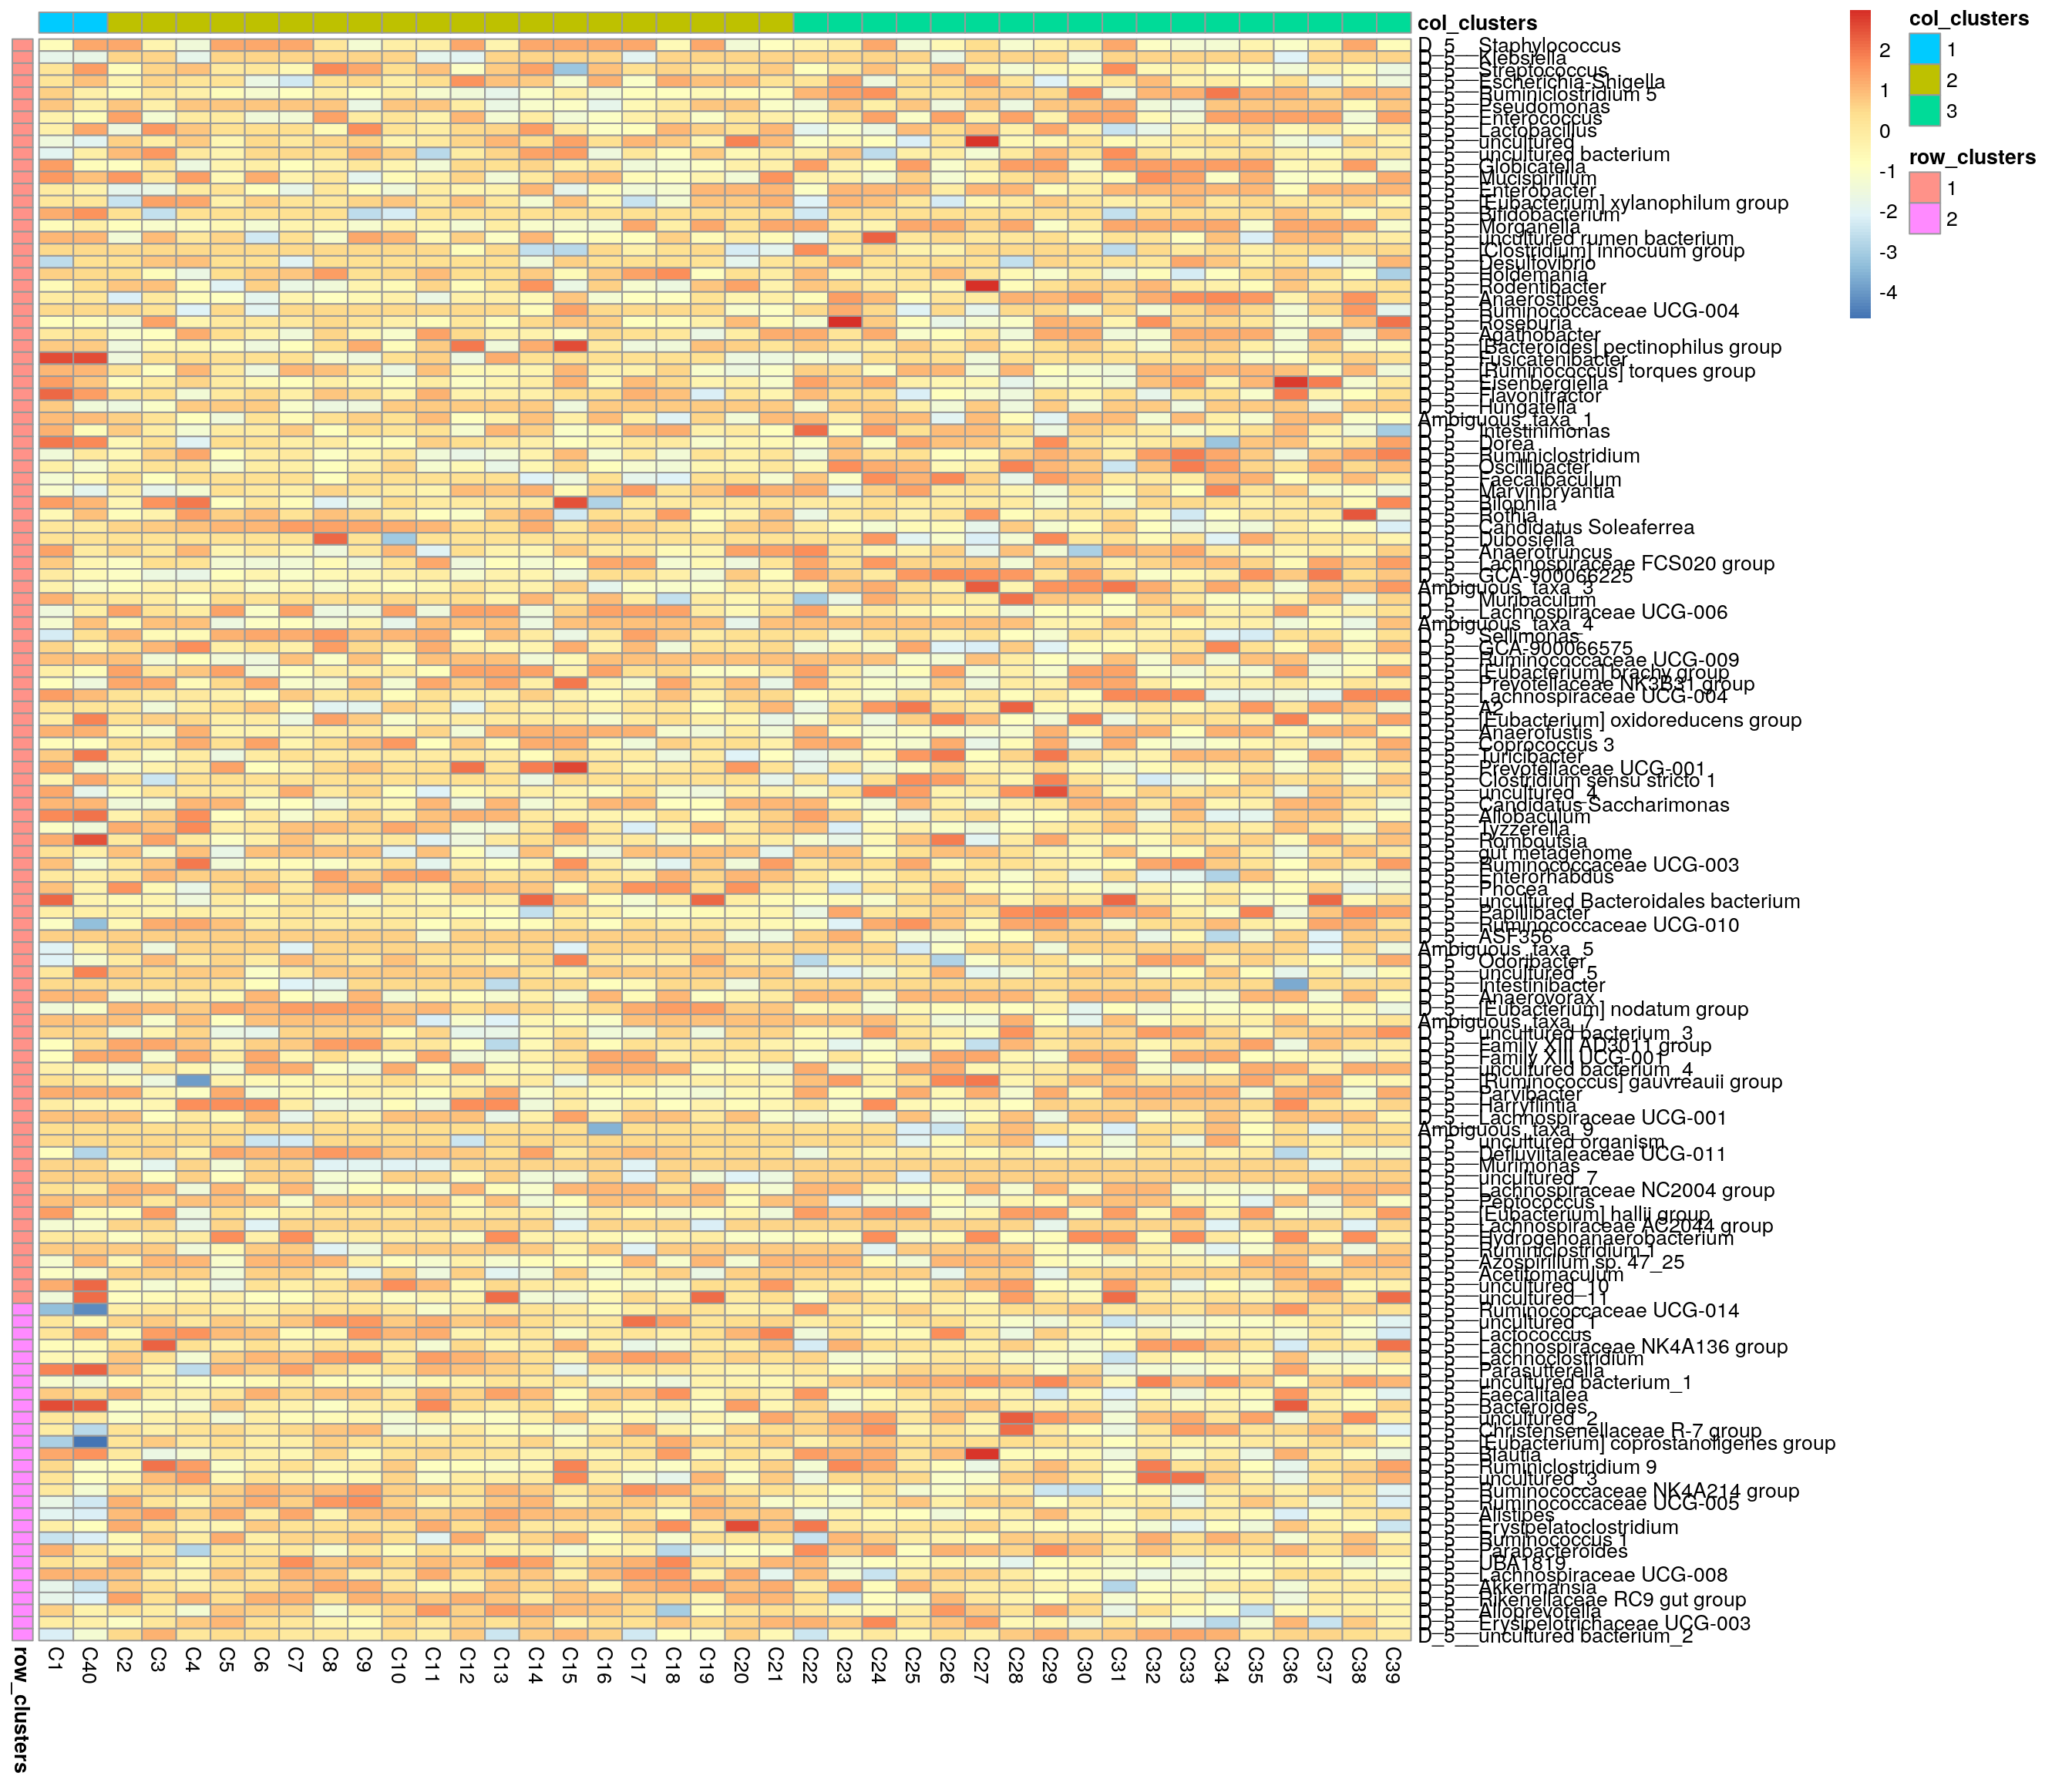 col_clusters
D_5__Staphylococcus
D_5__Klebsiella
D_5__Streptococcus
D_5__Escherichia-Shigella
D_5__Ruminiclostridium 5
D_5__Pseudomonas
D_5__Enterococcus
D_5__Lactobacillus
D_5__uncultured
D_5__uncultured bacterium
D_5__Globicatella
D_5__Mucispirillum
D_5__Enterobacter
D_5__[Eubacterium] xylanophilum group
D_5__Bifidobacterium
D_5__Morganella
D_5__uncultured rumen bacterium
D_5__[Clostridium] innocuum group
D_5__Desulfovibrio
D_5__Holdemania
D_5__Rodentibacter
D_5__Anaerostipes
D_5__Ruminococcaceae UCG-004
D_5__Roseburia
D_5__Agathobacter
D_5__[Bacteroides] pectinophilus group
D_5__Fusicatenibacter
D_5__[Ruminococcus] torques group
D_5__Eisenbergiella
D_5__Flavonifractor
D_5__Hungatella
Ambiguous_taxa_1
D_5__Intestinimonas
D_5__Dorea
D_5__Ruminiclostridium
D_5__Oscillibacter
D_5__Faecalibaculum
D_5__Marvinbryantia
D_5__Bilophila
D_5__Rothia
D_5__Candidatus Soleaferrea
D_5__Dubosiella
D_5__Anaerotruncus
D_5__Lachnospiraceae FCS020 group
D_5__GCA-900066225
Ambiguous_taxa_3
D_5__Muribaculum
D_5__Lachnospiraceae UCG-006
Ambiguous_taxa_4
D_5__Sellimonas
D_5__GCA-900066575
D_5__Ruminococcaceae UCG-009
D_5__[Eubacterium] brachy group
D_5__Prevotellaceae NK3B31 group
D_5__Lachnospiraceae UCG-004
D_5__A2
D_5__[Eubacterium] oxidoreducens group
D_5__Anaerofustis
D_5__Coprococcus 3
D_5__Turicibacter
D_5__Prevotellaceae UCG-001
D_5__Clostridium sensu stricto 1
D_5__uncultured_4
D_5__Candidatus Saccharimonas
D_5__Allobaculum
D_5__Tyzzerella
D_5__Romboutsia
D_5__gut metagenome
D_5__Ruminococcaceae UCG-003
D_5__Enterorhabdus
D_5__Phocea
D_5__uncultured Bacteroidales bacterium
D_5__Papillibacter
D_5__Ruminococcaceae UCG-010
D_5__ASF356
Ambiguous_taxa_5
D_5__Odoribacter
D_5__uncultured_5
D_5__Intestinibacter
D_5__Anaerovorax
D_5__[Eubacterium] nodatum group
Ambiguous_taxa_7
D_5__uncultured bacterium_3
D_5__Family XIII AD3011 group
D_5__Family XIII UCG-001
D_5__uncultured bacterium_4
D_5__[Ruminococcus] gauvreauii group
D_5__Parvibacter
D_5__Harryflintia
D_5__Lachnospiraceae UCG-001
Ambiguous_taxa_9
D_5__uncultured organism
D_5__Defluviitaleaceae UCG-011
D_5__Murimonas
D_5__uncultured_7
D_5__Lachnospiraceae NC2004 group
D_5__Peptococcus
D_5__[Eubacterium] hallii group
D_5__Lachnospiraceae AC2044 group
D_5__Hydrogenoanaerobacterium
D_5__Ruminiclostridium 1
D_5__Azospirillum sp. 47_25
D_5__Acetitomaculum
D_5__uncultured_10
D_5__uncultured_11
D_5__Ruminococcaceae UCG-014
D_5__uncultured_1
D_5__Lactococcus
D_5__Lachnospiraceae NK4A136 group
D_5__Lachnoclostridium
D_5__Parasutterella
D_5__uncultured bacterium_1
D_5__Faecalitalea
D_5__Bacteroides
D_5__uncultured_2
D_5__Christensenellaceae R-7 group
D_5__[Eubacterium] coprostanoligenes group
D_5__Blautia
D_5__Ruminiclostridium 9
D_5__uncultured_3
D_5__Ruminococcaceae NK4A214 group
D_5__Ruminococcaceae UCG-005
D_5__Alistipes
D_5__Erysipelatoclostridium
D_5__Ruminococcus 1
D_5__Parabacteroides
D_5__UBA1819
D_5__Lachnospiraceae UCG-008
D_5__Akkermansia
D_5__Rikenellaceae RC9 gut group
D_5__Alloprevotella
D_5__Erysipelotrichaceae UCG-003
D_5__uncultured bacterium_2
row_clusters
C1
C40
C2
C3
C4
C5
C6
C7
C8
C9
C10
C11
C12
C13
C14
C15
C16
C17
C18
C19
C20
C21
C22
C23
C24
C25
C26
C27
C28
C29
C30
C31
C32
C33
C34
C35
C36
C37
C38
C39
2
1
0
-1
-2
-3
-4
col_clusters
1
2
3
row_clusters
1
2